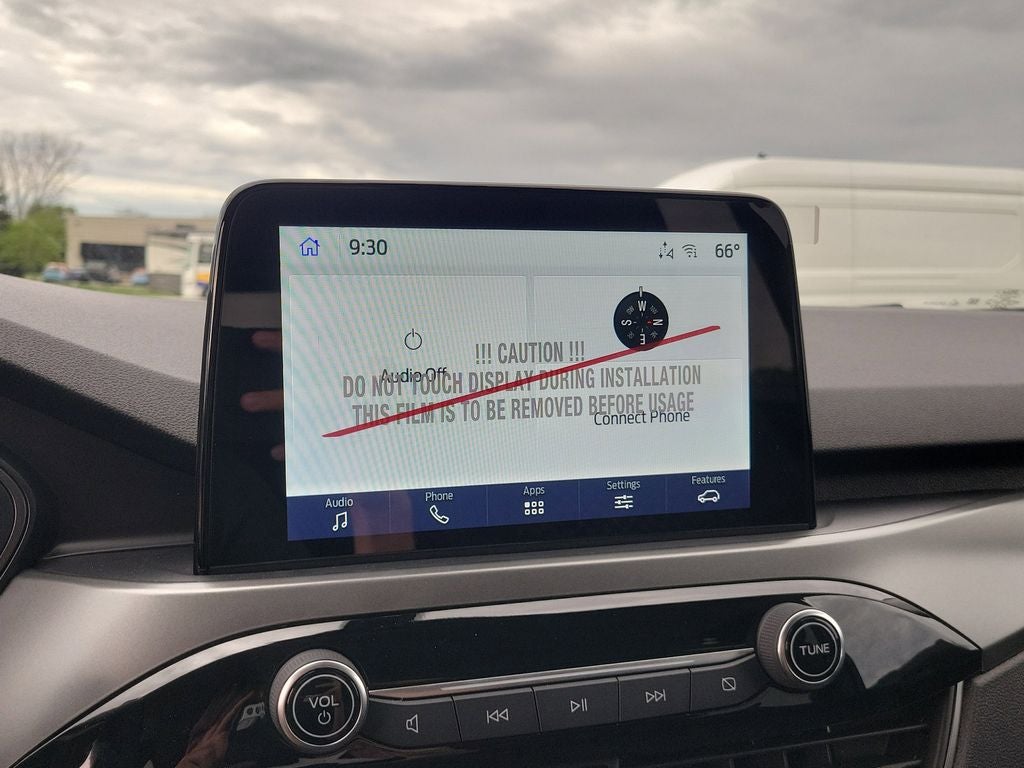 9:30
66°
W
S N
E
!!! CAUTION !!!
Audio Off
DO NOT TOUCH DISPLAY DURING INSTALLATION
THIS FILM IS TO BE REMOVED BEFORE USAGE
Connect Phone
Audio Phone Apps Settings Features
VOL
TUNE